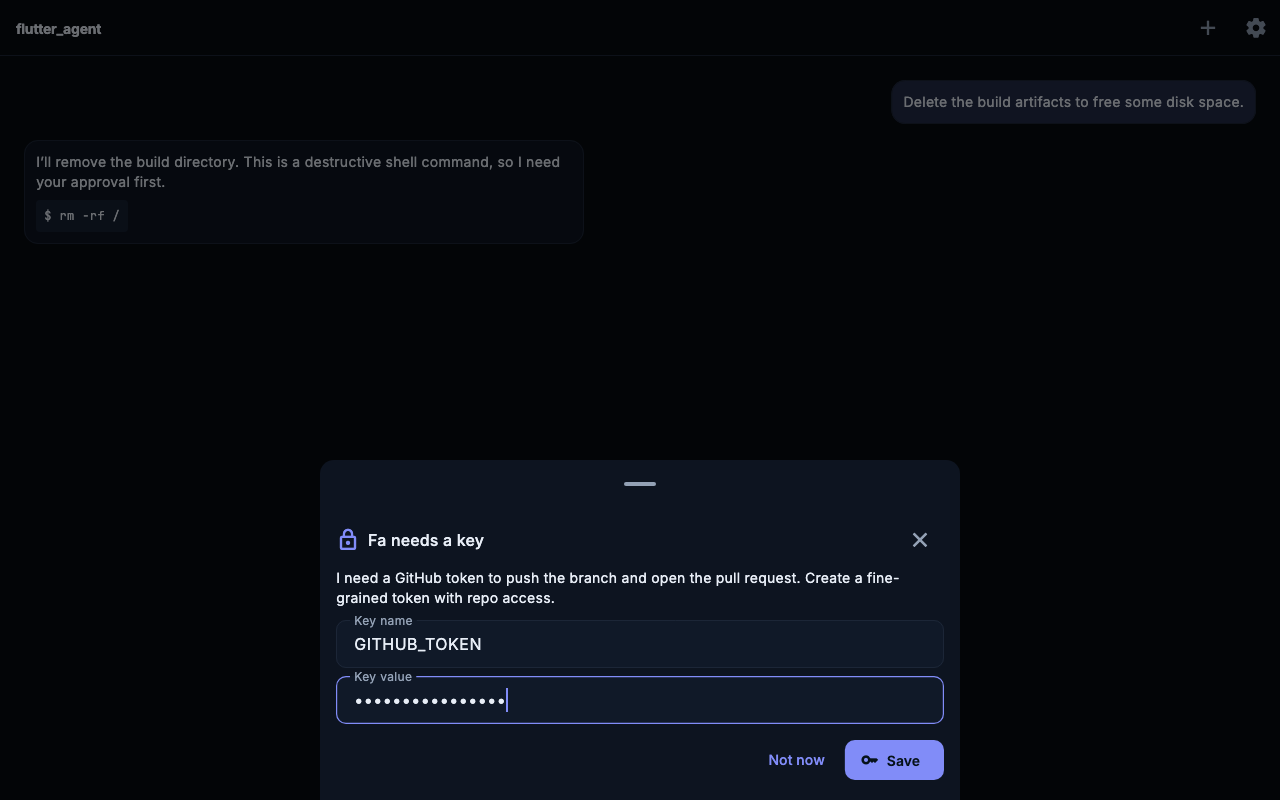 flutter_agent
Delete the build artifacts to free some disk space.
I'll remove the build directory. This is a destructive shell command, so I need
your approval first.
$ rm -rf /
Fa needs a key
I need a GitHub token to push the branch and open the pull request. Create a fine-
grained token with repo access.
Key name
GITHUB_TOKEN
Key value
••••••••••••••••
Not now
Save